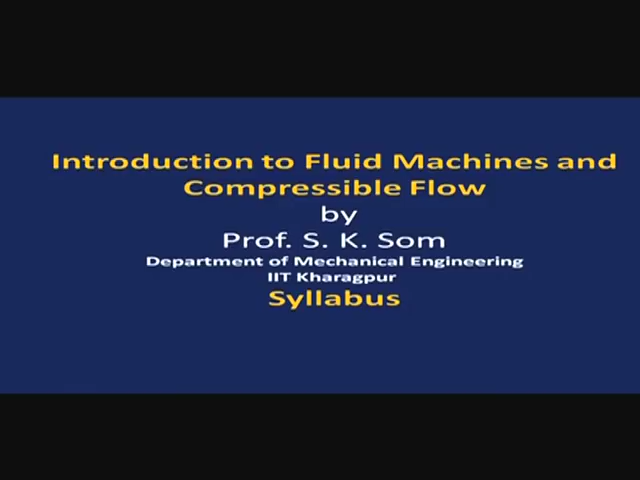 Introduction to Fluid Machines and
Compressible Flow
by
Prof. S. K. Som
Department of Mechanical Engineering
IIT Kharagpur
Syllabus